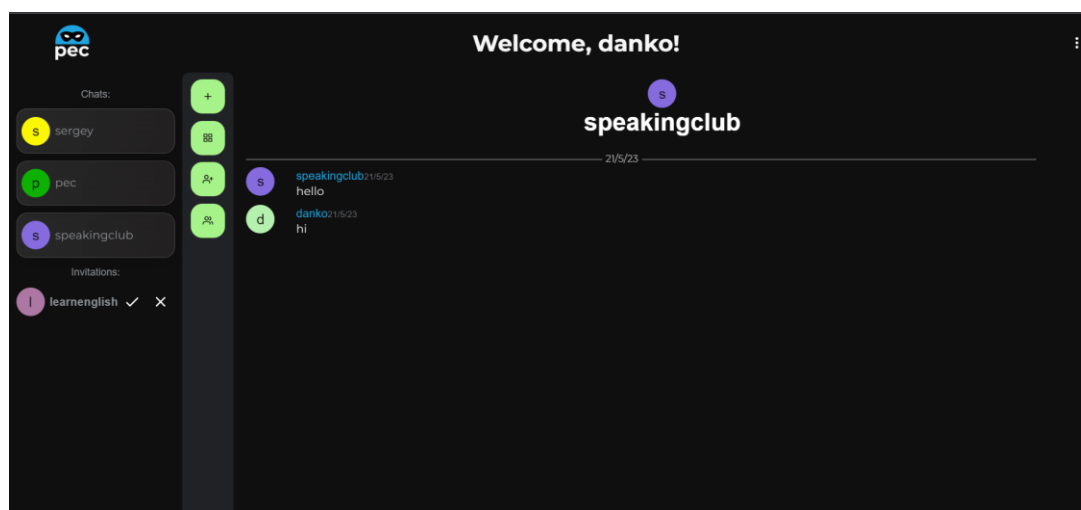 pec
Welcome, danko!
Chats:
s sergey
p pec
s speakingclub
Invitations:
l learnenglish
s
speakingclub
21/5/23
s speakingclub21/5/23
hello
d danko21/5/23
hi